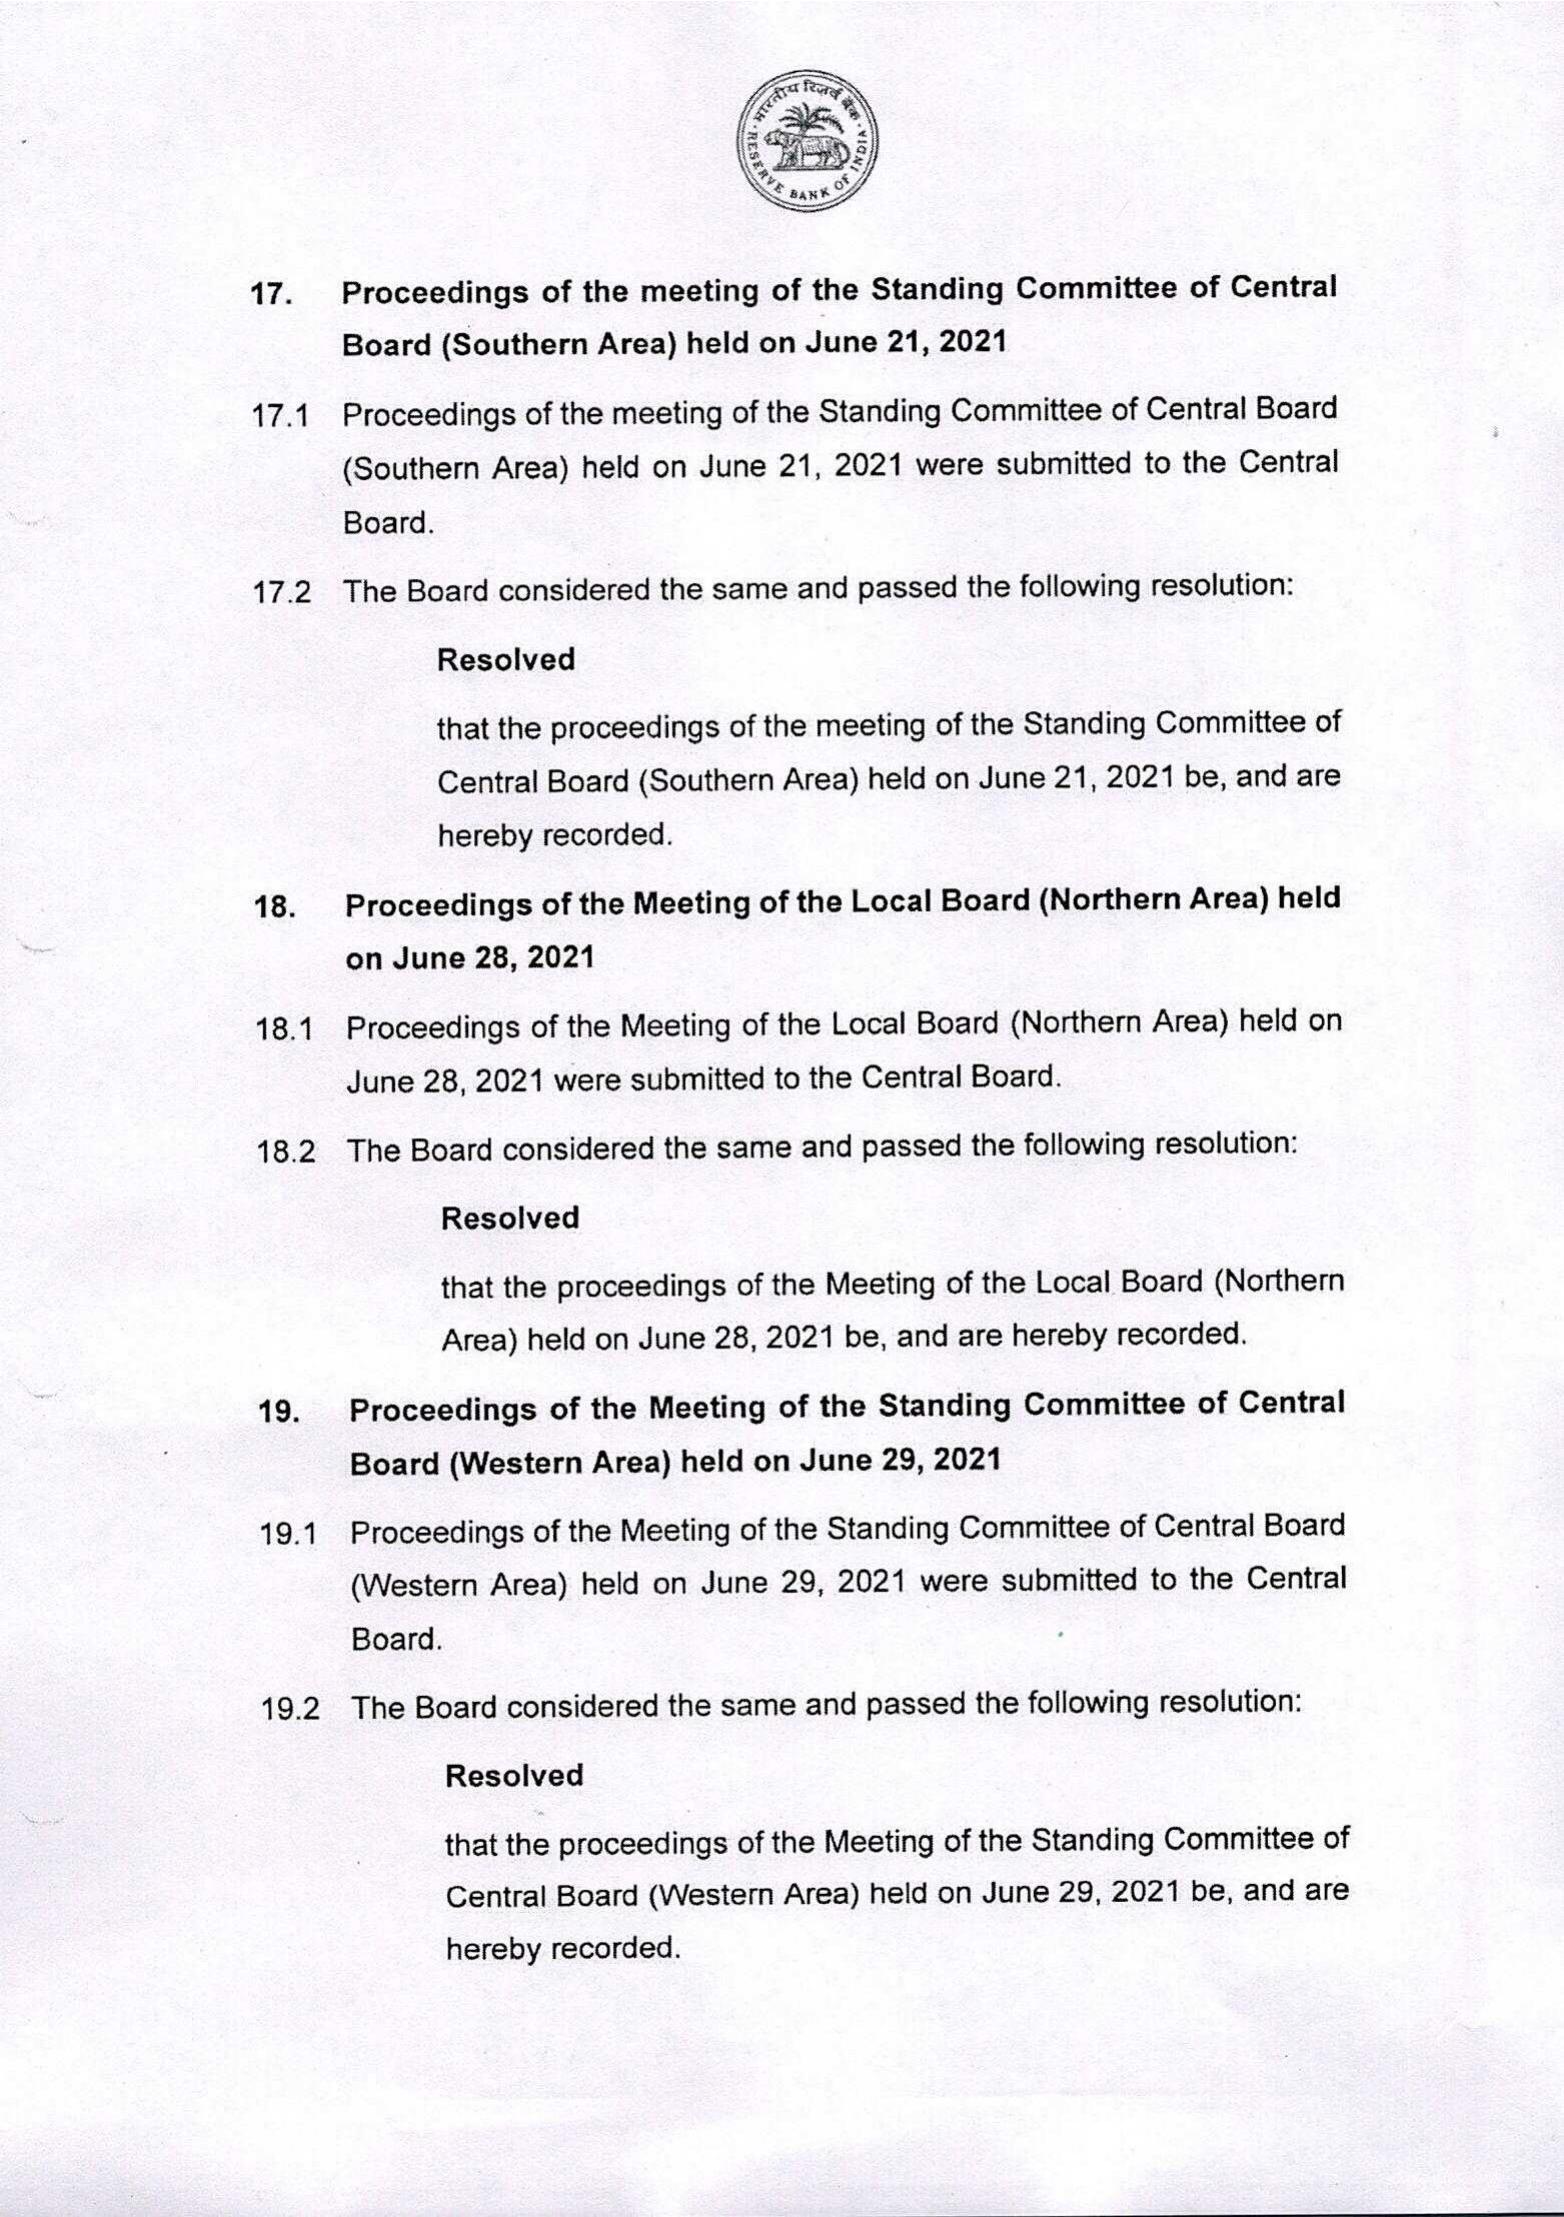 भारतीय रिज़र्व बैंक
RESERVE BANK OF INDIA
17. Proceedings of the meeting of the Standing Committee of Central
Board (Southern Area) held on June 21, 2021
17.1 Proceedings of the meeting of the Standing Committee of Central Board
(Southern Area) held on June 21, 2021 were submitted to the Central
Board.
17.2 The Board considered the same and passed the following resolution:
Resolved
that the proceedings of the meeting of the Standing Committee of
Central Board (Southern Area) held on June 21, 2021 be, and are
hereby recorded.
18. Proceedings of the Meeting of the Local Board (Northern Area) held
on June 28, 2021
18.1 Proceedings of the Meeting of the Local Board (Northern Area) held on
June 28, 2021 were submitted to the Central Board.
18.2 The Board considered the same and passed the following resolution:
Resolved
that the proceedings of the Meeting of the Local Board (Northern
Area) held on June 28, 2021 be, and are hereby recorded.
19. Proceedings of the Meeting of the Standing Committee of Central
Board (Western Area) held on June 29, 2021
19.1 Proceedings of the Meeting of the Standing Committee of Central Board
(Western Area) held on June 29, 2021 were submitted to the Central
Board.
19.2 The Board considered the same and passed the following resolution:
Resolved
that the proceedings of the Meeting of the Standing Committee of
Central Board (Western Area) held on June 29, 2021 be, and are
hereby recorded.